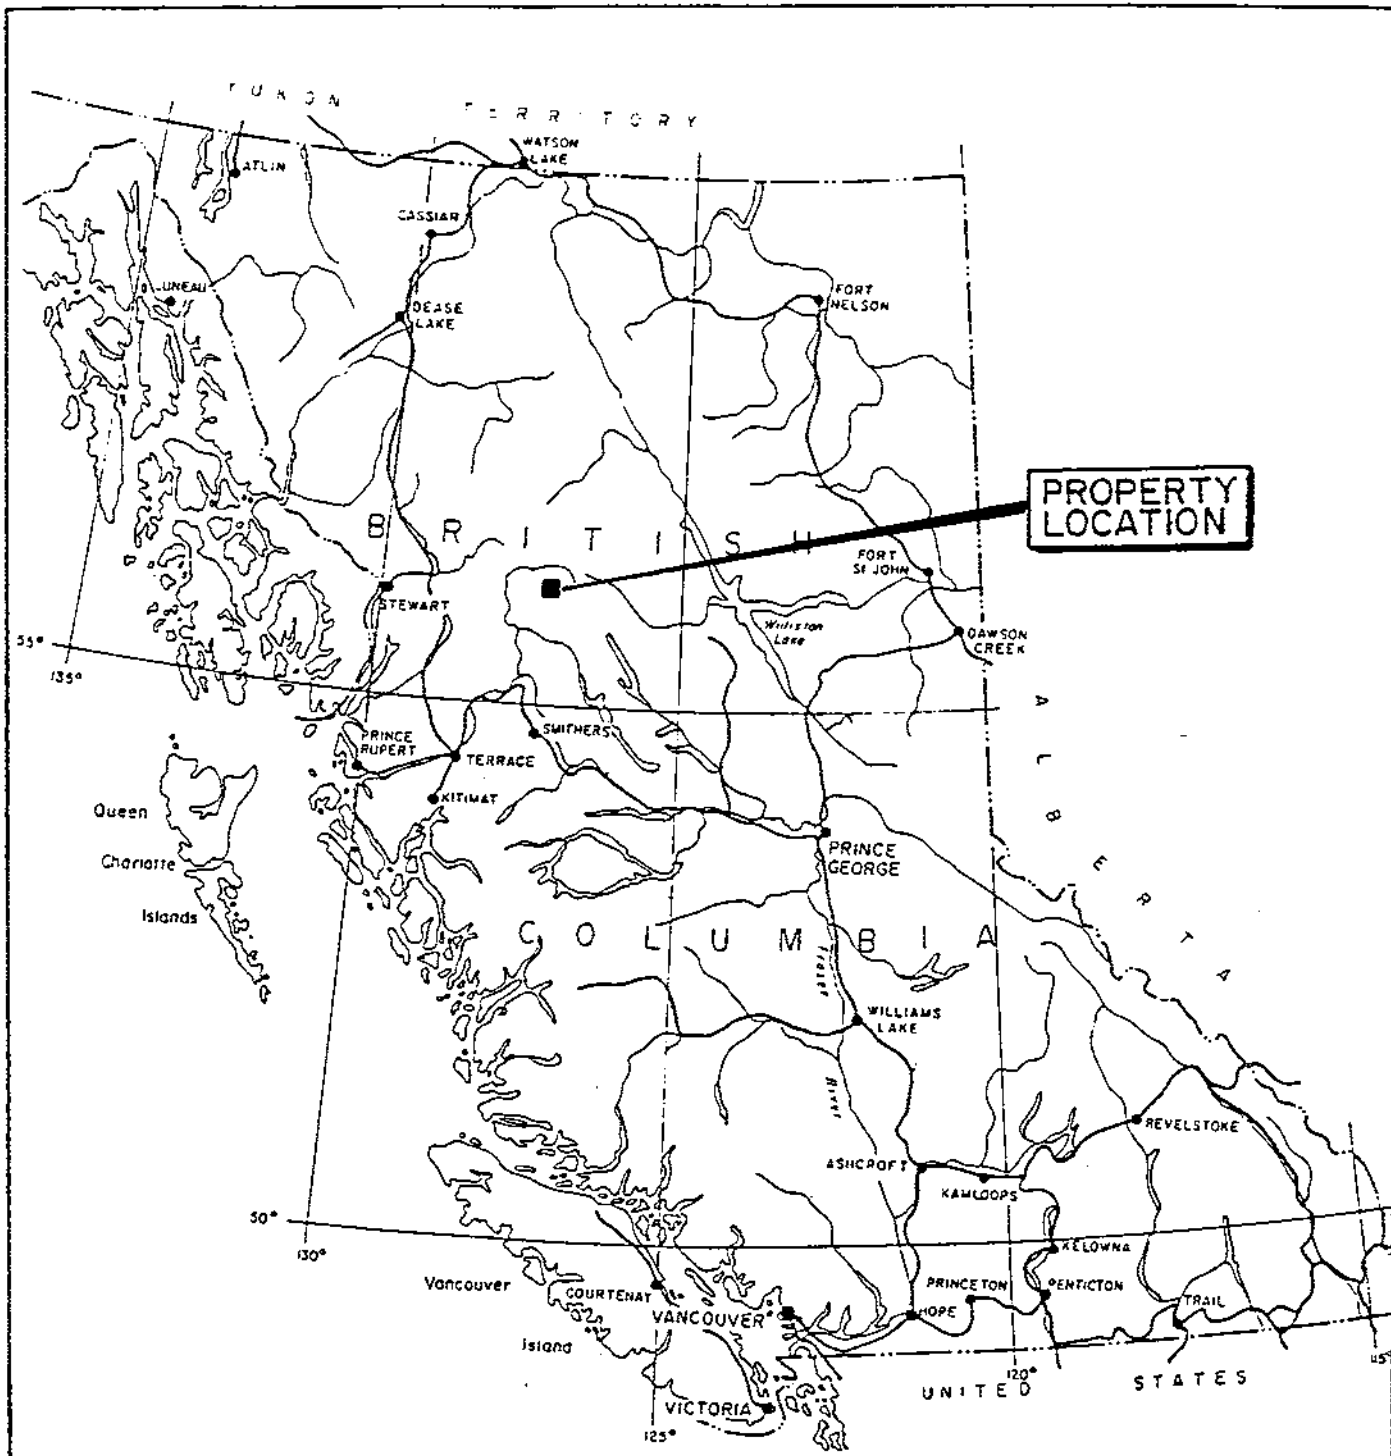 YUKON TERRITORY
WATSON
LAKE
ATLIN
CASSIAR
UNEAU
DEASE
LAKE
FORT
NELSON
PROPERTY
LOCATION
BRITISH
FORT
St JOHN
STEWART
Williston
Lake
DAWSON
CREEK
55°
135°
ALBERTA
PRINCE
RUPERT
SMITHERS
TERRACE
KITIMAT
Queen
Charlotte
Islands
PRINCE
GEORGE
COLUMBIA
Fraser
River
WILLIAMS
LAKE
REVELSTOKE
ASHCROFT
KAMLOOPS
50°
130°
KELOWNA
Vancouver
Island
COURTENAY
PRINCETON
PENTICTON
VANCOUVER
HOPE
TRAIL
120°
115°
UNITED STATES
VICTORIA
125°